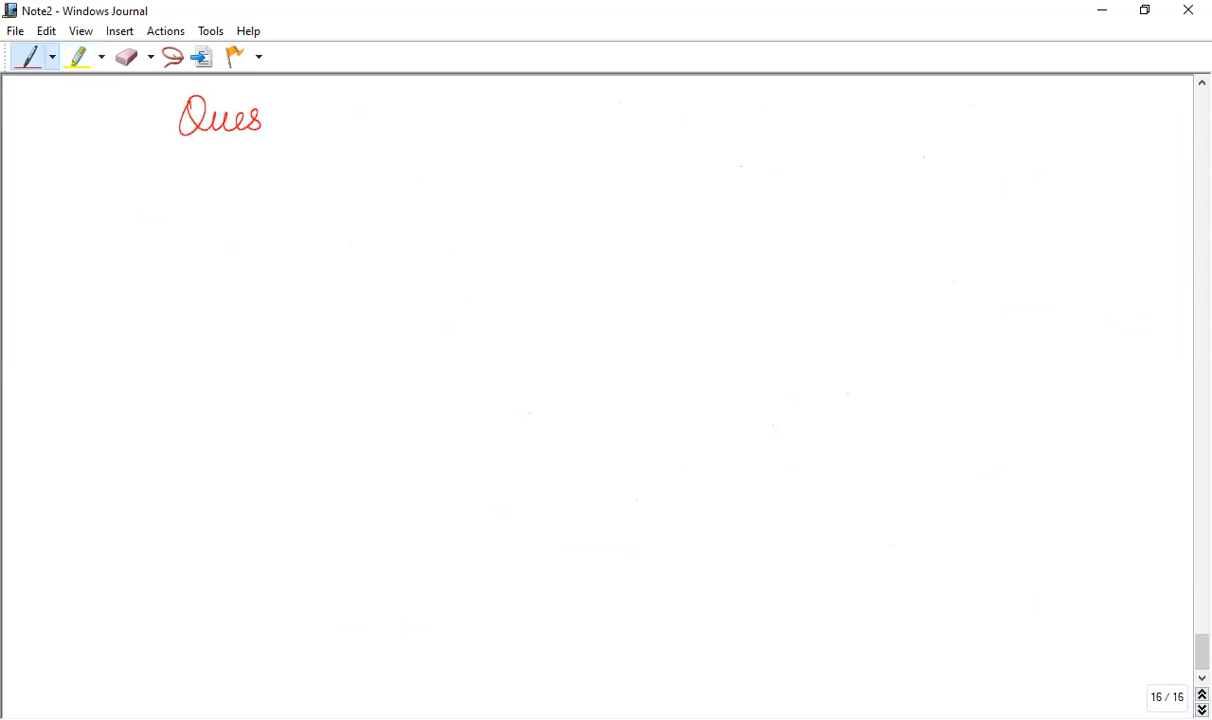 Note2 - Windows Journal
File Edit View Insert Actions Tools Help
Ques
16 / 16